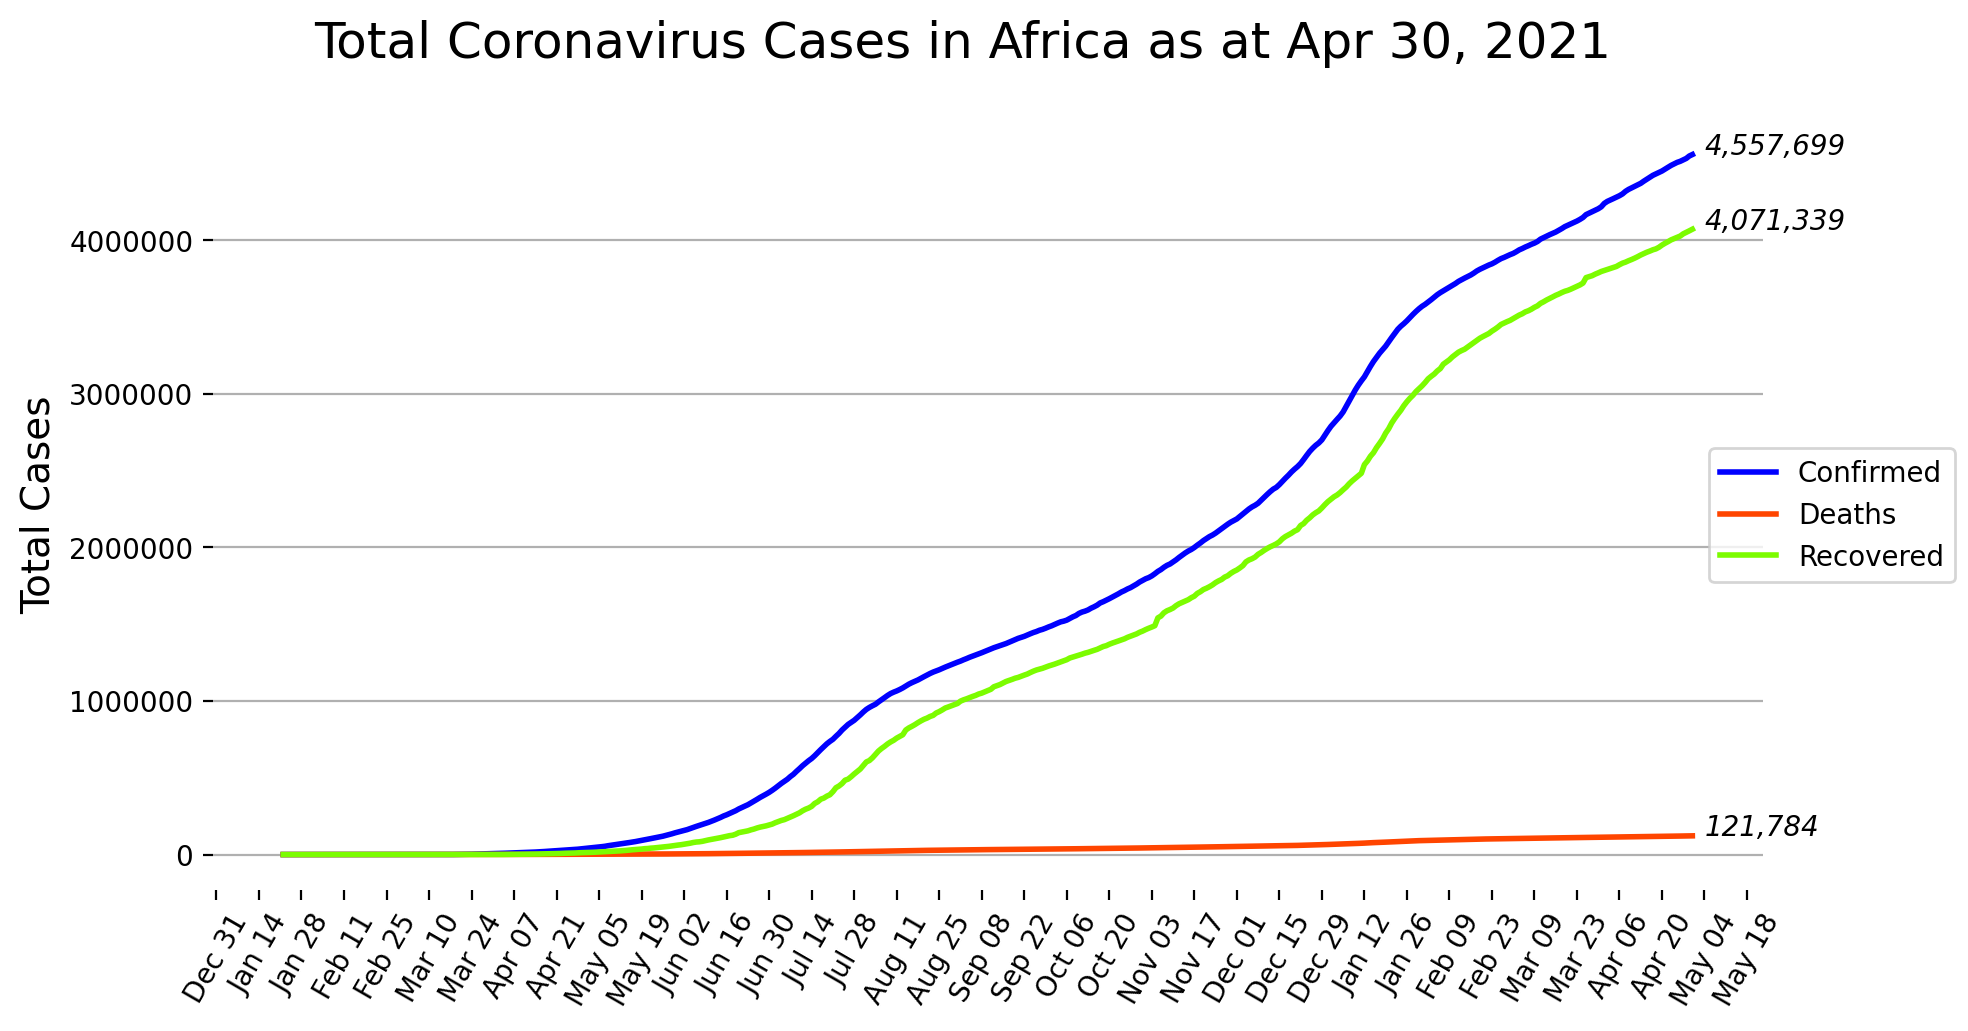 Total Coronavirus Cases in Africa as at Apr 30, 2021
4,557,699
4,071,339
121,784
Total Cases
4000000
3000000
2000000
1000000
0
Confirmed
Deaths
Recovered
Dec 31
Jan 14
Jan 28
Feb 11
Feb 25
Mar 10
Mar 24
Apr 07
Apr 21
May 05
May 19
Jun 02
Jun 16
Jun 30
Jul 14
Jul 28
Aug 11
Aug 25
Sep 08
Sep 22
Oct 06
Oct 20
Oct 03
Nov 17
Nov 01
Dec 15
Dec 29
Dec 12
Jan 26
Jan 09
Feb 23
Feb 09
Mar 09
Mar 23
Apr 06
Apr 20
May 04
May 18